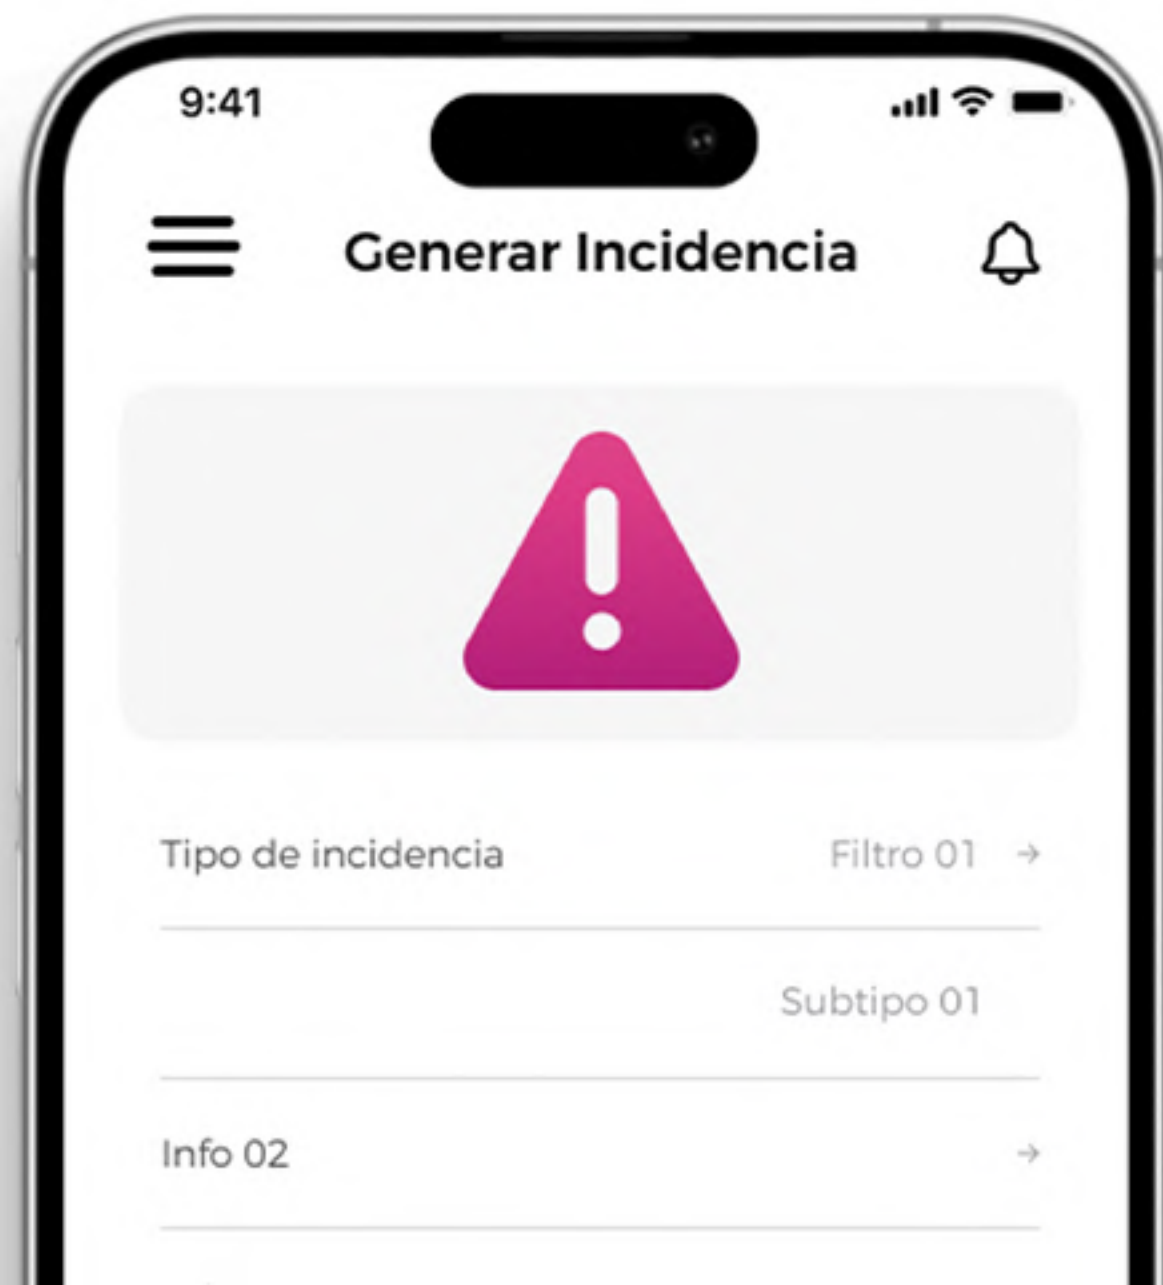 9:41
Generar Incidencia
Tipo de incidencia Filtro 01 →
Subtipo 01
Info 02 →